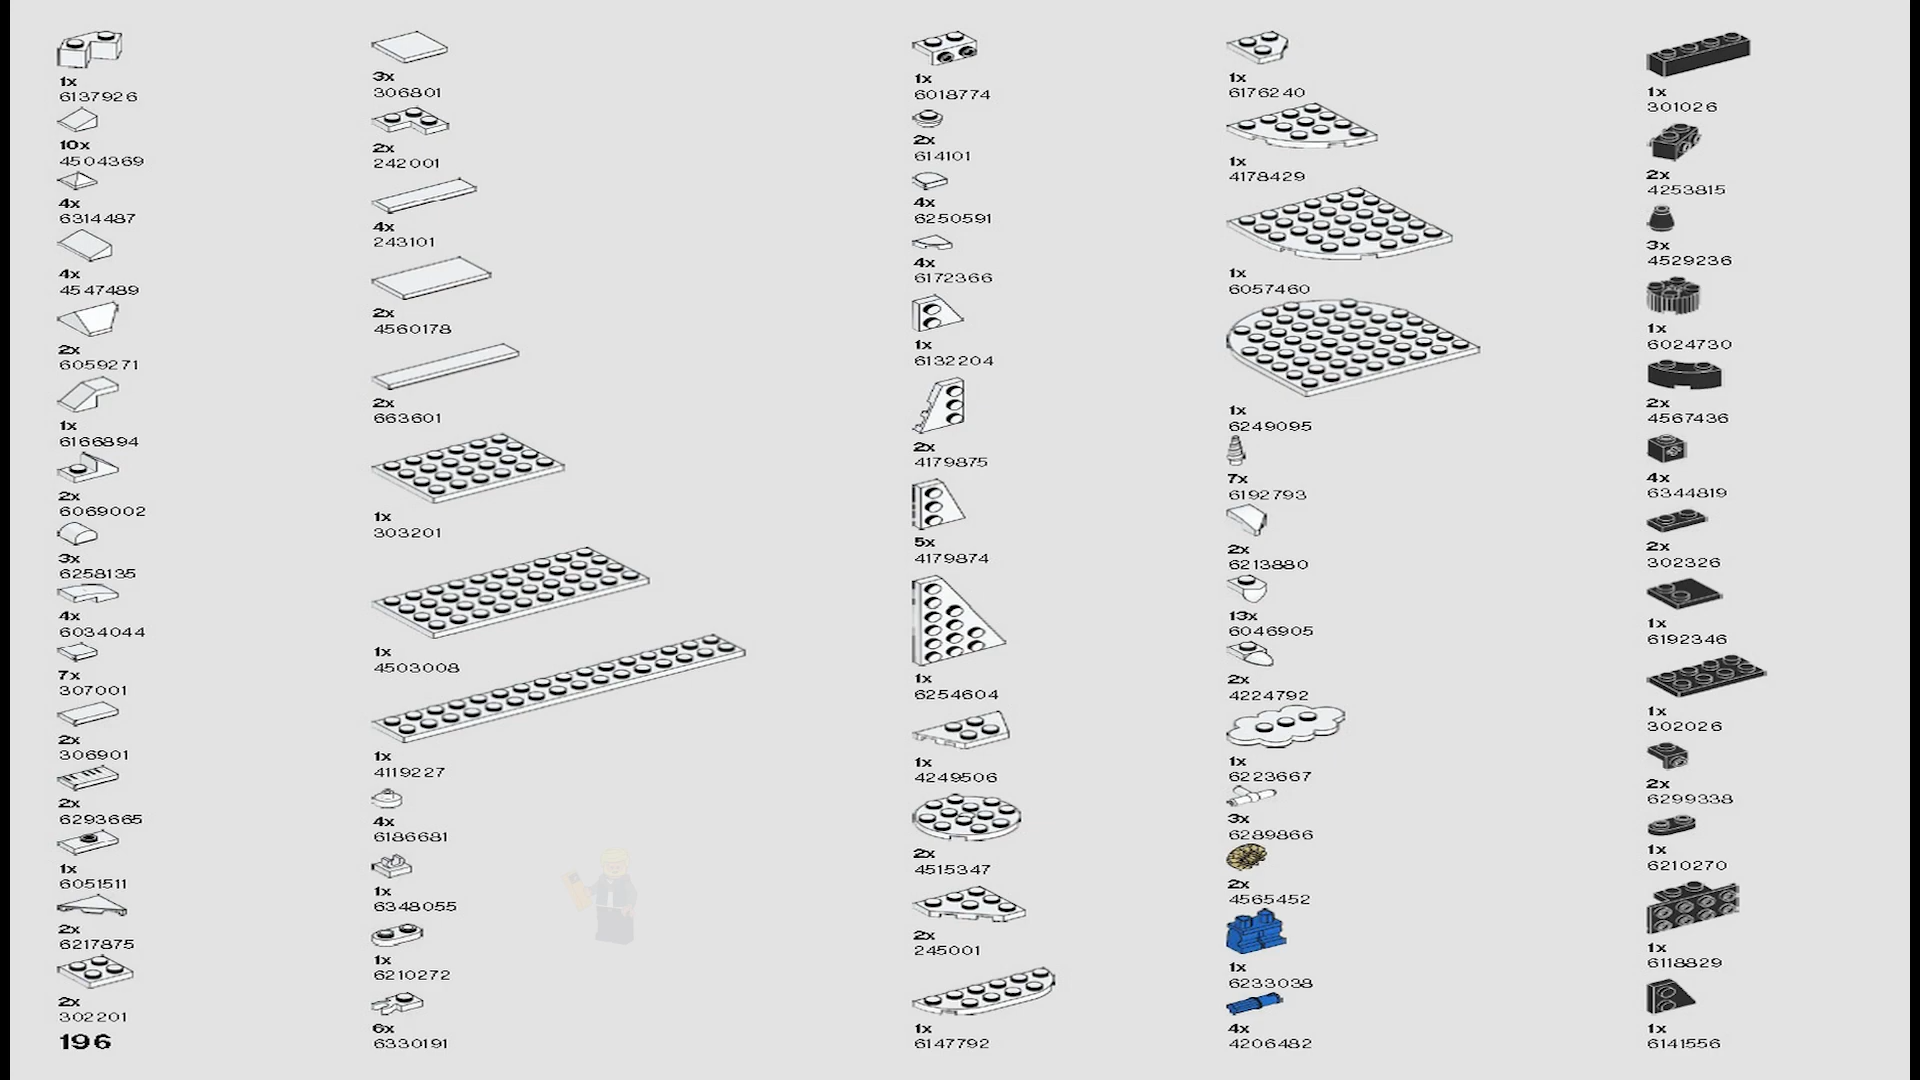 1x
6137926
10x
4504369
4x
6314487
4x
4547489
2x
6059271
1x
6166894
2x
6069002
3x
6258135
4x
6034044
7x
307001
2x
306901
2x
6293665
1x
6051511
2x
6217875
2x
302201
196
3x
306801
2x
242001
4x
243101
2x
4560178
2x
663601
1x
303201
1x
4503008
1x
4119227
4x
6186681
1x
6348055
1x
6210272
6x
6330191
1x
6018774
2x
614101
4x
6250591
4x
6172366
1x
6132204
2x
4179875
5x
4179874
1x
6254604
1x
4249506
2x
4515347
2x
245001
1x
6147792
1x
6176240
1x
4178429
1x
6057460
1x
6249095
7x
6192793
2x
6213880
13x
6046905
2x
4224792
1x
6223667
3x
6289866
2x
4565452
1x
6233038
4x
4206482
1x
301026
2x
4253815
3x
4529236
1x
6024730
2x
4567436
4x
6344819
2x
302326
1x
6192346
1x
302026
2x
6299338
1x
6210270
1x
6118829
1x
6141556